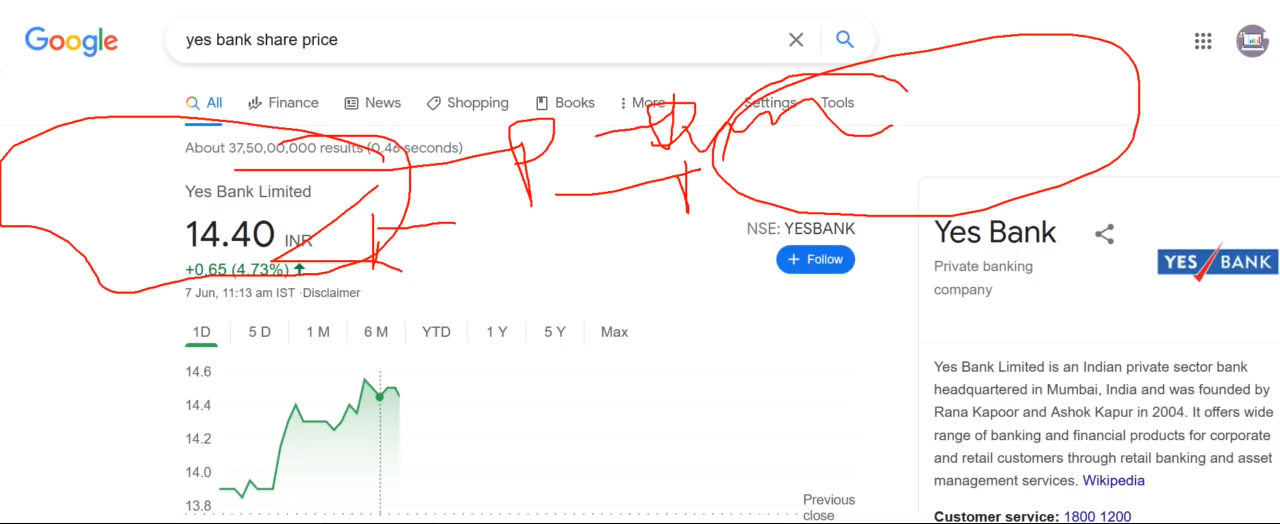 Google
yes bank share price
All Finance News Shopping Books More Settings Tools
About 37,50,00,000 results (0.46 seconds)
Yes Bank Limited
14.40 INR
+0.65 (4.73%)
7 Jun, 11:13 am IST ·Disclaimer
NSE: YESBANK
+ Follow
1D 5 D 1 M 6 M YTD 1 Y 5 Y Max
14.6
14.4
14.2
14.0
13.8
Previous
close
Yes Bank
Private banking
company
YES BANK
Yes Bank Limited is an Indian private sector bank
headquartered in Mumbai, India and was founded by
Rana Kapoor and Ashok Kapur in 2004. It offers wide
range of banking and financial products for corporate
and retail customers through retail banking and asset
management services. Wikipedia
Customer service: 1800 1200
P